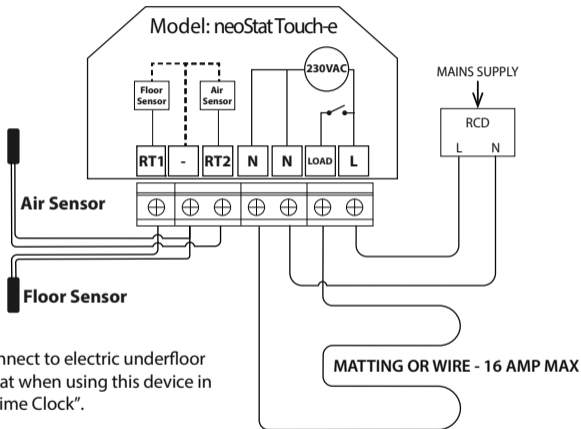 Model: neoStat Touch-e
230VAC
Floor
Sensor
Air
Sensor
RT1 - RT2 N N LOAD L
MAINS SUPPLY
RCD
L N
Air Sensor
Floor Sensor
nnect to electric underfloor
at when using this device in
ime Clock".
MATTING OR WIRE - 16 AMP MAX